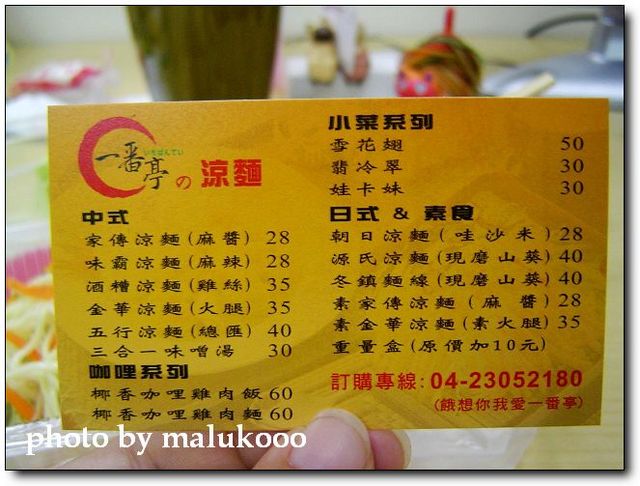 いちばんてい
一番亭の涼麵
中式
家傳涼麵(麻醬) 28
味霸涼麵(麻辣) 28
酒糟涼麵(雞絲) 35
金華涼麵(火腿) 35
五行涼麵(總匯) 40
三合一味噌湯 30
咖哩系列
椰香咖哩雞肉飯 60
椰香咖哩雞肉麵 60
小菜系列
雪花翅 50
翡冷翠 30
娃卡妹 30
日式 & 素食
朝日涼麵(哇沙米) 28
源氏涼麵(現磨山葵) 40
冬鎮麵線(現磨山葵) 40
素家傳涼麵(麻醬) 28
素金華涼麵(素火腿) 35
重量盒(原價加10元)
訂購專線: 04-23052180
(餓想你我愛一番亭)
photo by malukooo